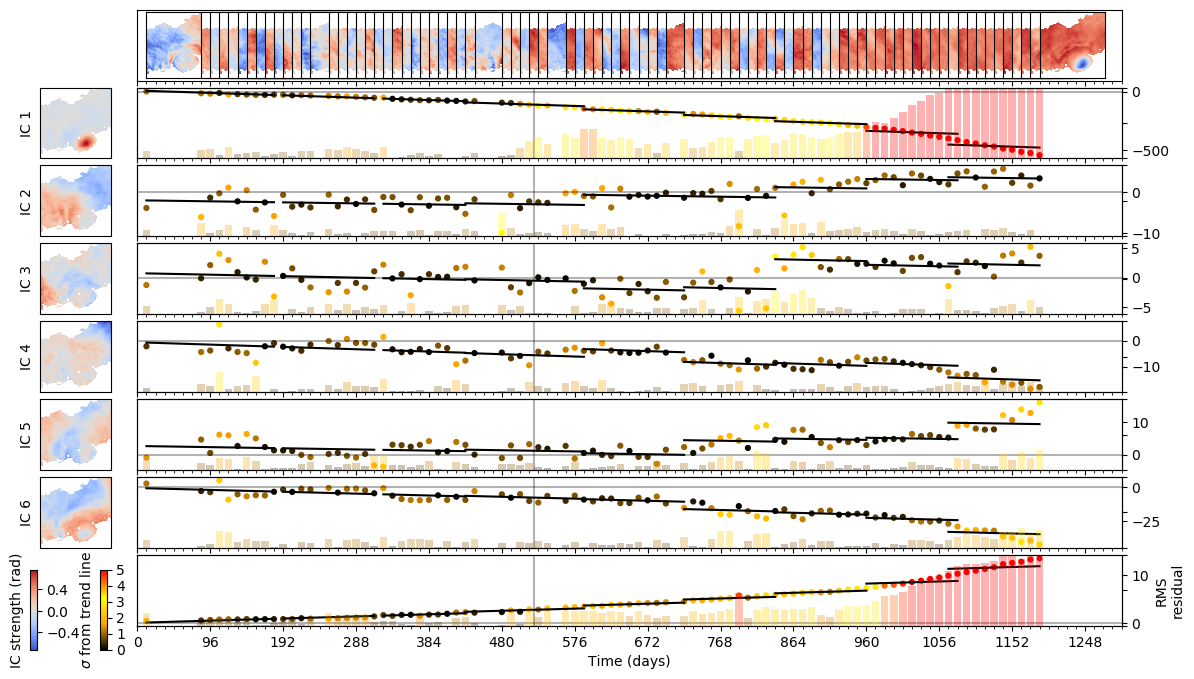 IC 1
0
−500
IC 2
0
−10
IC 3
5
0
−5
IC 4
0
−10
IC 5
10
0
IC 6
0
−25
IC strength (rad)
0.4
0.0
−0.4
σ from trend line
5
4
3
2
1
0
10
0
RMS
residual
0 96 192 288 384 480 576 672 768 864 960 1056 1152 1248
Time (days)